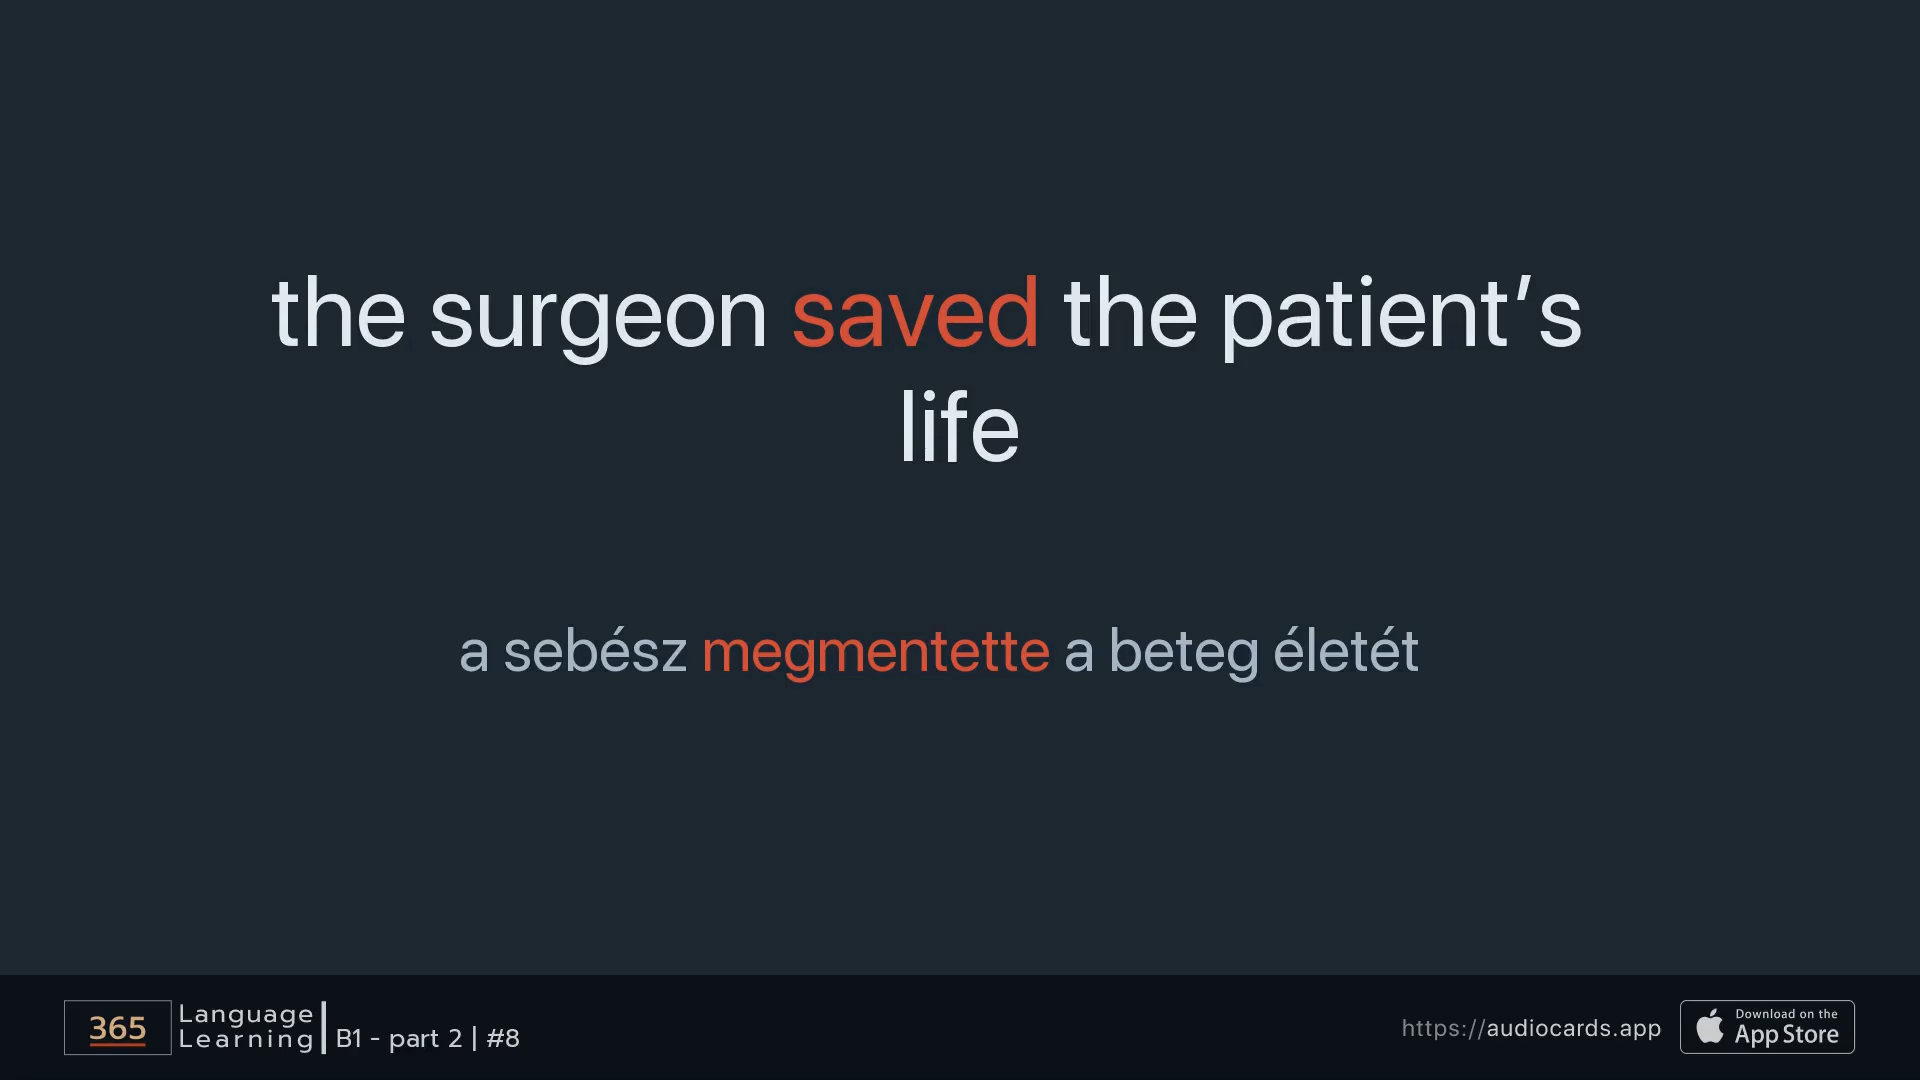 the surgeon saved the patient’s
life
a sebész megmentette a beteg életét
365
Language
Learning
B1 - part 2 | #8
https://audiocards.app
Download on the
App Store